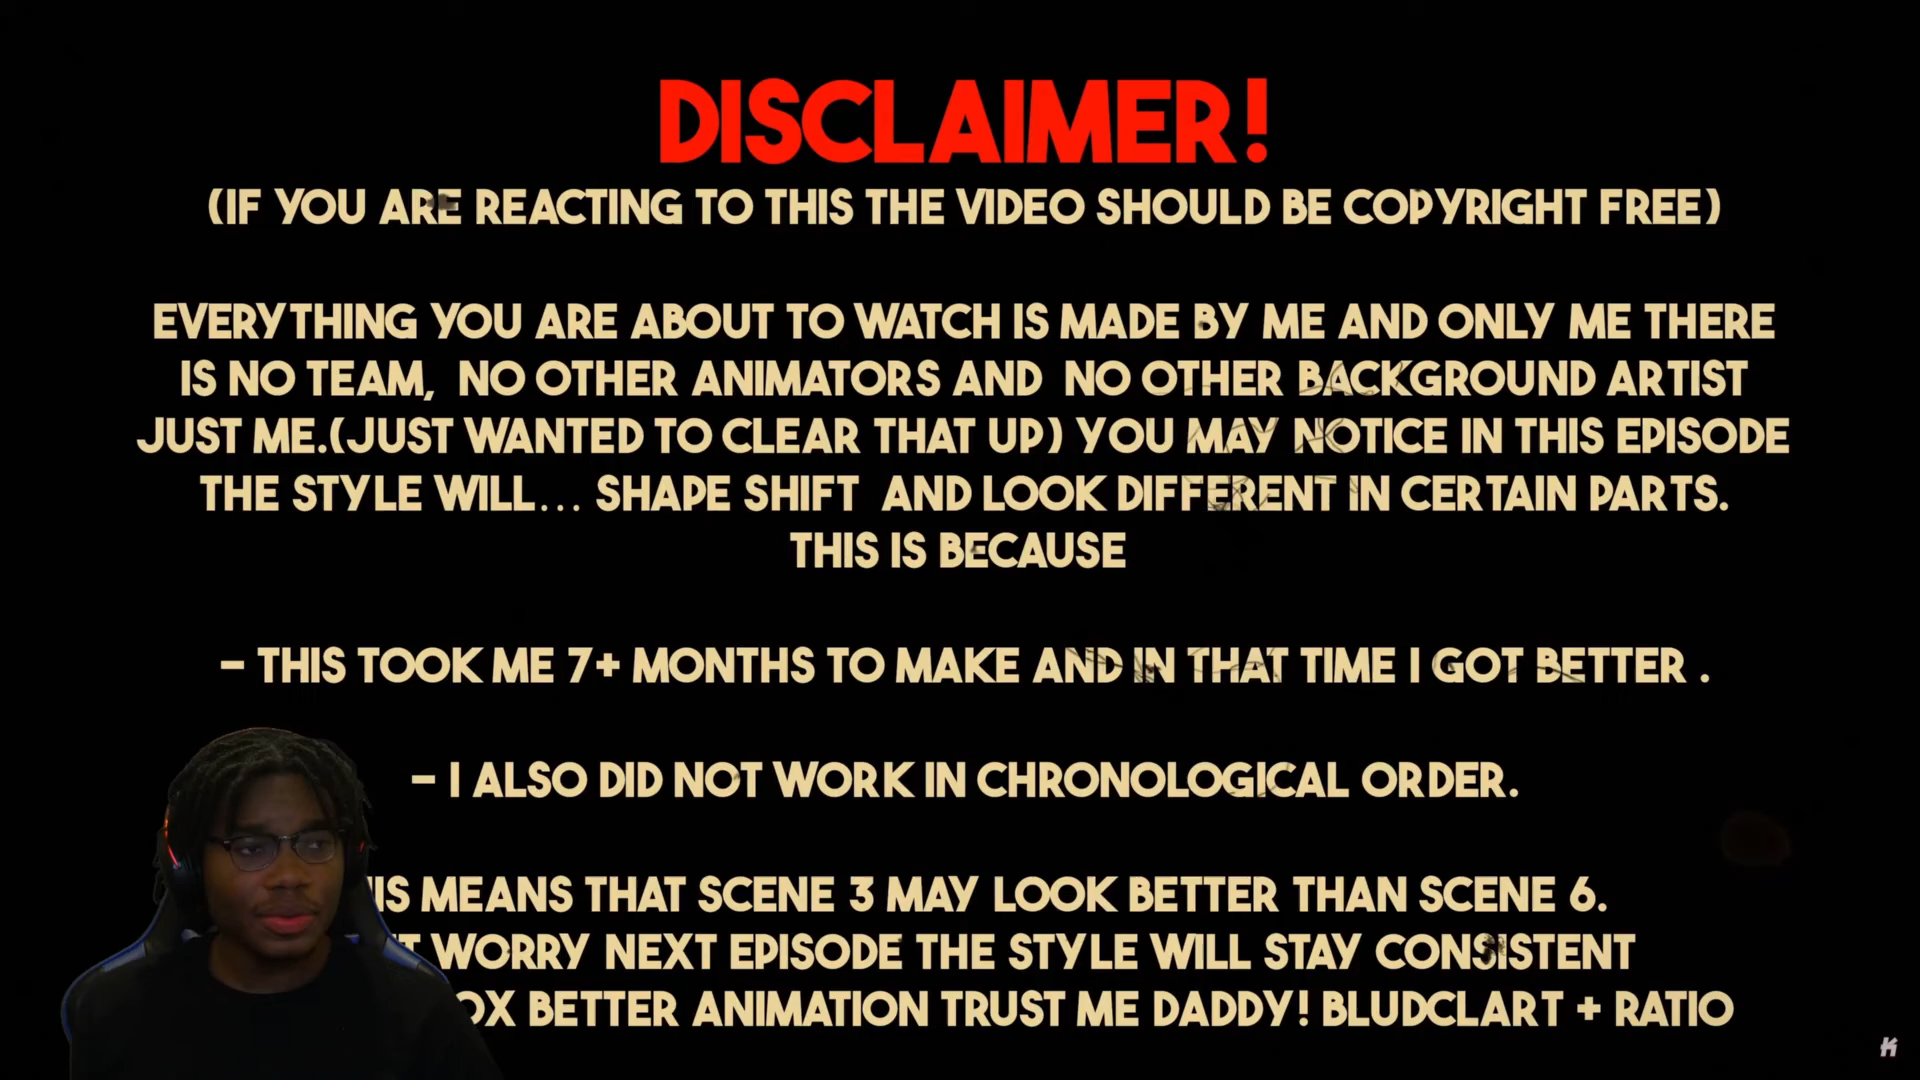 DISCLAIMER!
(IF YOU ARE REACTING TO THIS THE VIDEO SHOULD BE COPYRIGHT FREE)
EVERYTHING YOU ARE ABOUT TO WATCH IS MADE BY ME AND ONLY ME THERE
IS NO TEAM, NO OTHER ANIMATORS AND NO OTHER BACKGROUND ARTIST
JUST ME.(JUST WANTED TO CLEAR THAT UP) YOU MAY NOTICE IN THIS EPISODE
THE STYLE WILL... SHAPE SHIFT AND LOOK DIFFERENT IN CERTAIN PARTS.
THIS IS BECAUSE
- THIS TOOK ME 7+ MONTHS TO MAKE AND IN THAT TIME I GOT BETTER .
- I ALSO DID NOT WORK IN CHRONOLOGICAL ORDER.
MEANS THAT SCENE 3 MAY LOOK BETTER THAN SCENE 6.
WORRY NEXT EPISODE THE STYLE WILL STAY CONSISTENT
BETTER ANIMATION TRUST ME DADDY! BLUDCLART + RATIO
K